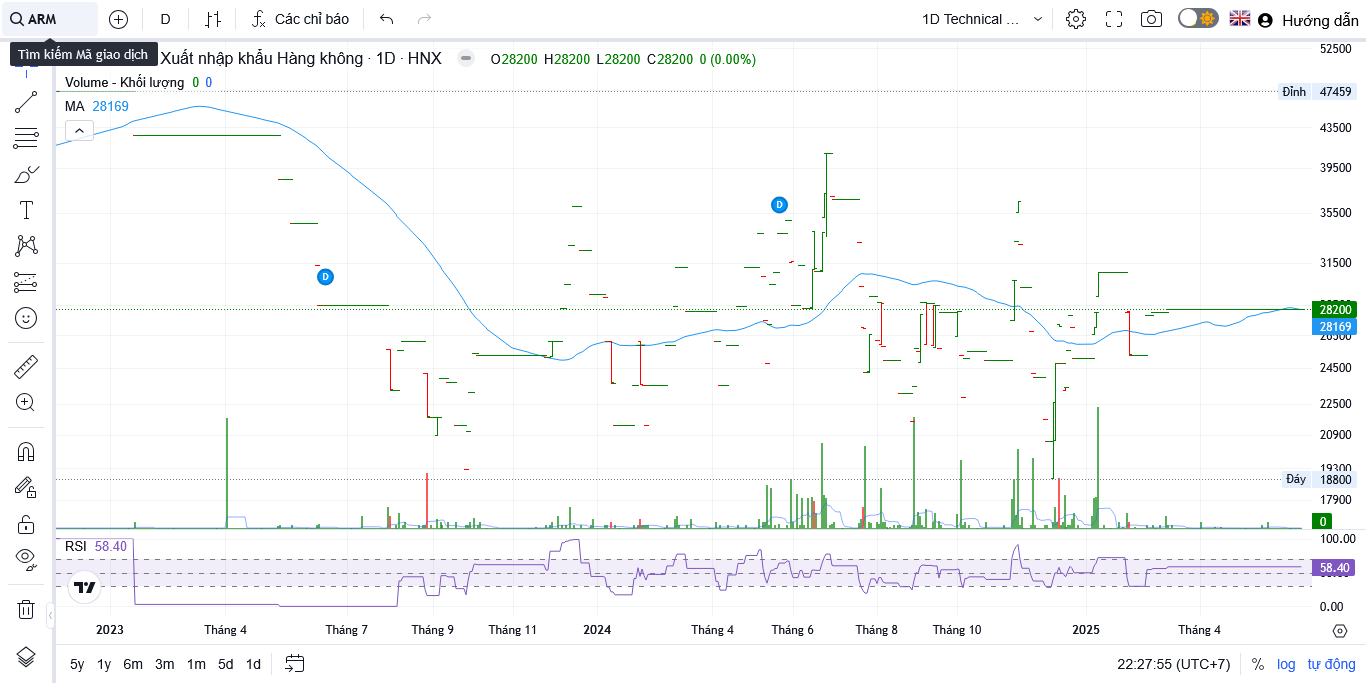 ARM
D
Các chỉ báo
1D Technical ...
Hướng dẫn
Tìm kiếm Mã giao dịch
Xuất nhập khẩu Hàng không · 1D · HNX
O28200 H28200 L28200 C28200 0 (0.00%)
Volume - Khối lượng 0 0
MA 28169
52500
Đỉnh 47459
43500
39500
35500
31500
28200
28169
24500
22500
20900
19300
Đáy 18800
17900
0
D
D
RSI 58.40
100.00
58.40
0.00
2023
Tháng 4
Tháng 7
Tháng 9
Tháng 11
2024
Tháng 4
Tháng 6
Tháng 8
Tháng 10
2025
Tháng 4
5y 1y 6m 3m 1m 5d 1d
22:27:55 (UTC+7)
%
log
tự động